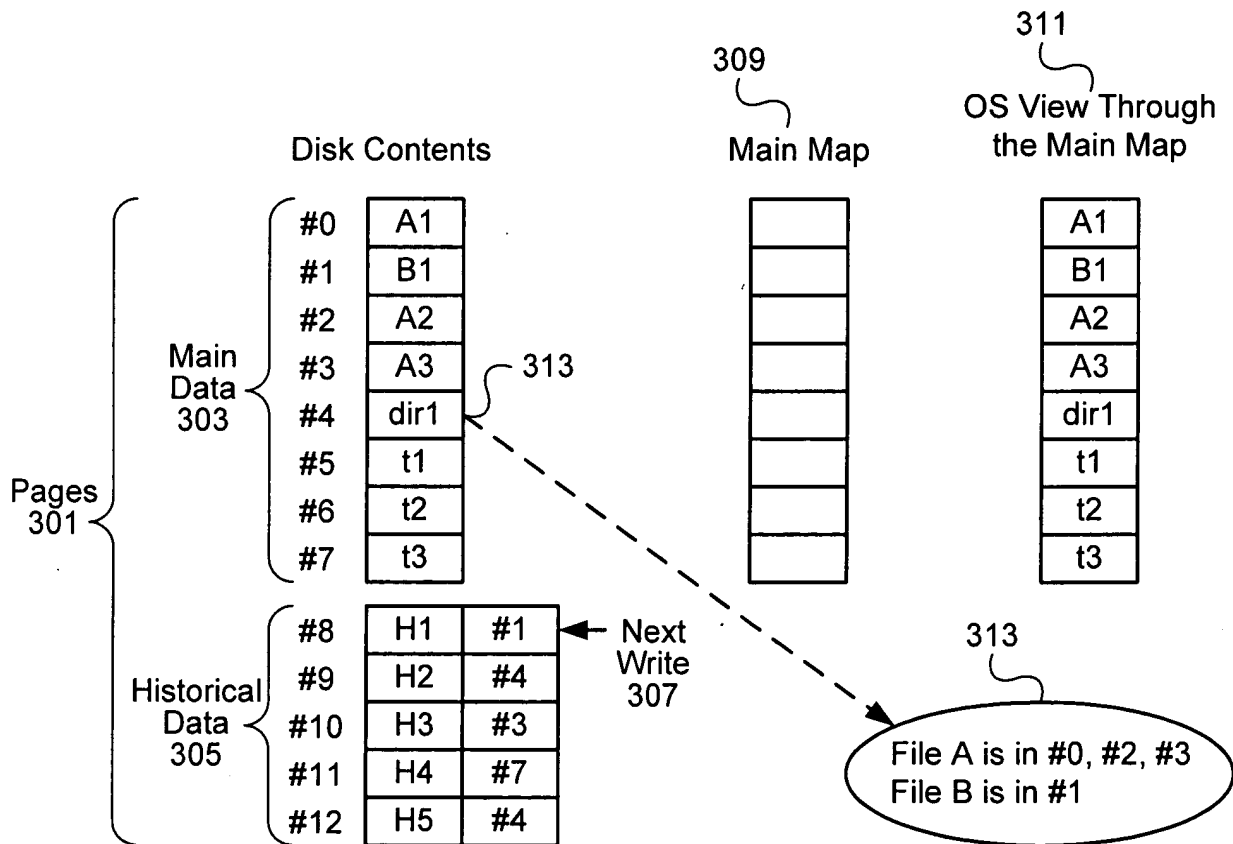 311
309
OS View Through
the Main Map
Disk Contents
Main Map
#0 A1 A1
#1 B1 B1
#2 A2 A2
#3 A3 A3
313
Main
Data
303
#4 dir1 dir1
#5 t1 t1
Pages
301
#6 t2 t2
#7 t3 t3
#8 H1 #1
Next
Write
307
313
#9 H2 #4
Historical
Data
305
#10 H3 #3
#11 H4 #7
#12 H5 #4
File A is in #0, #2, #3
File B is in #1